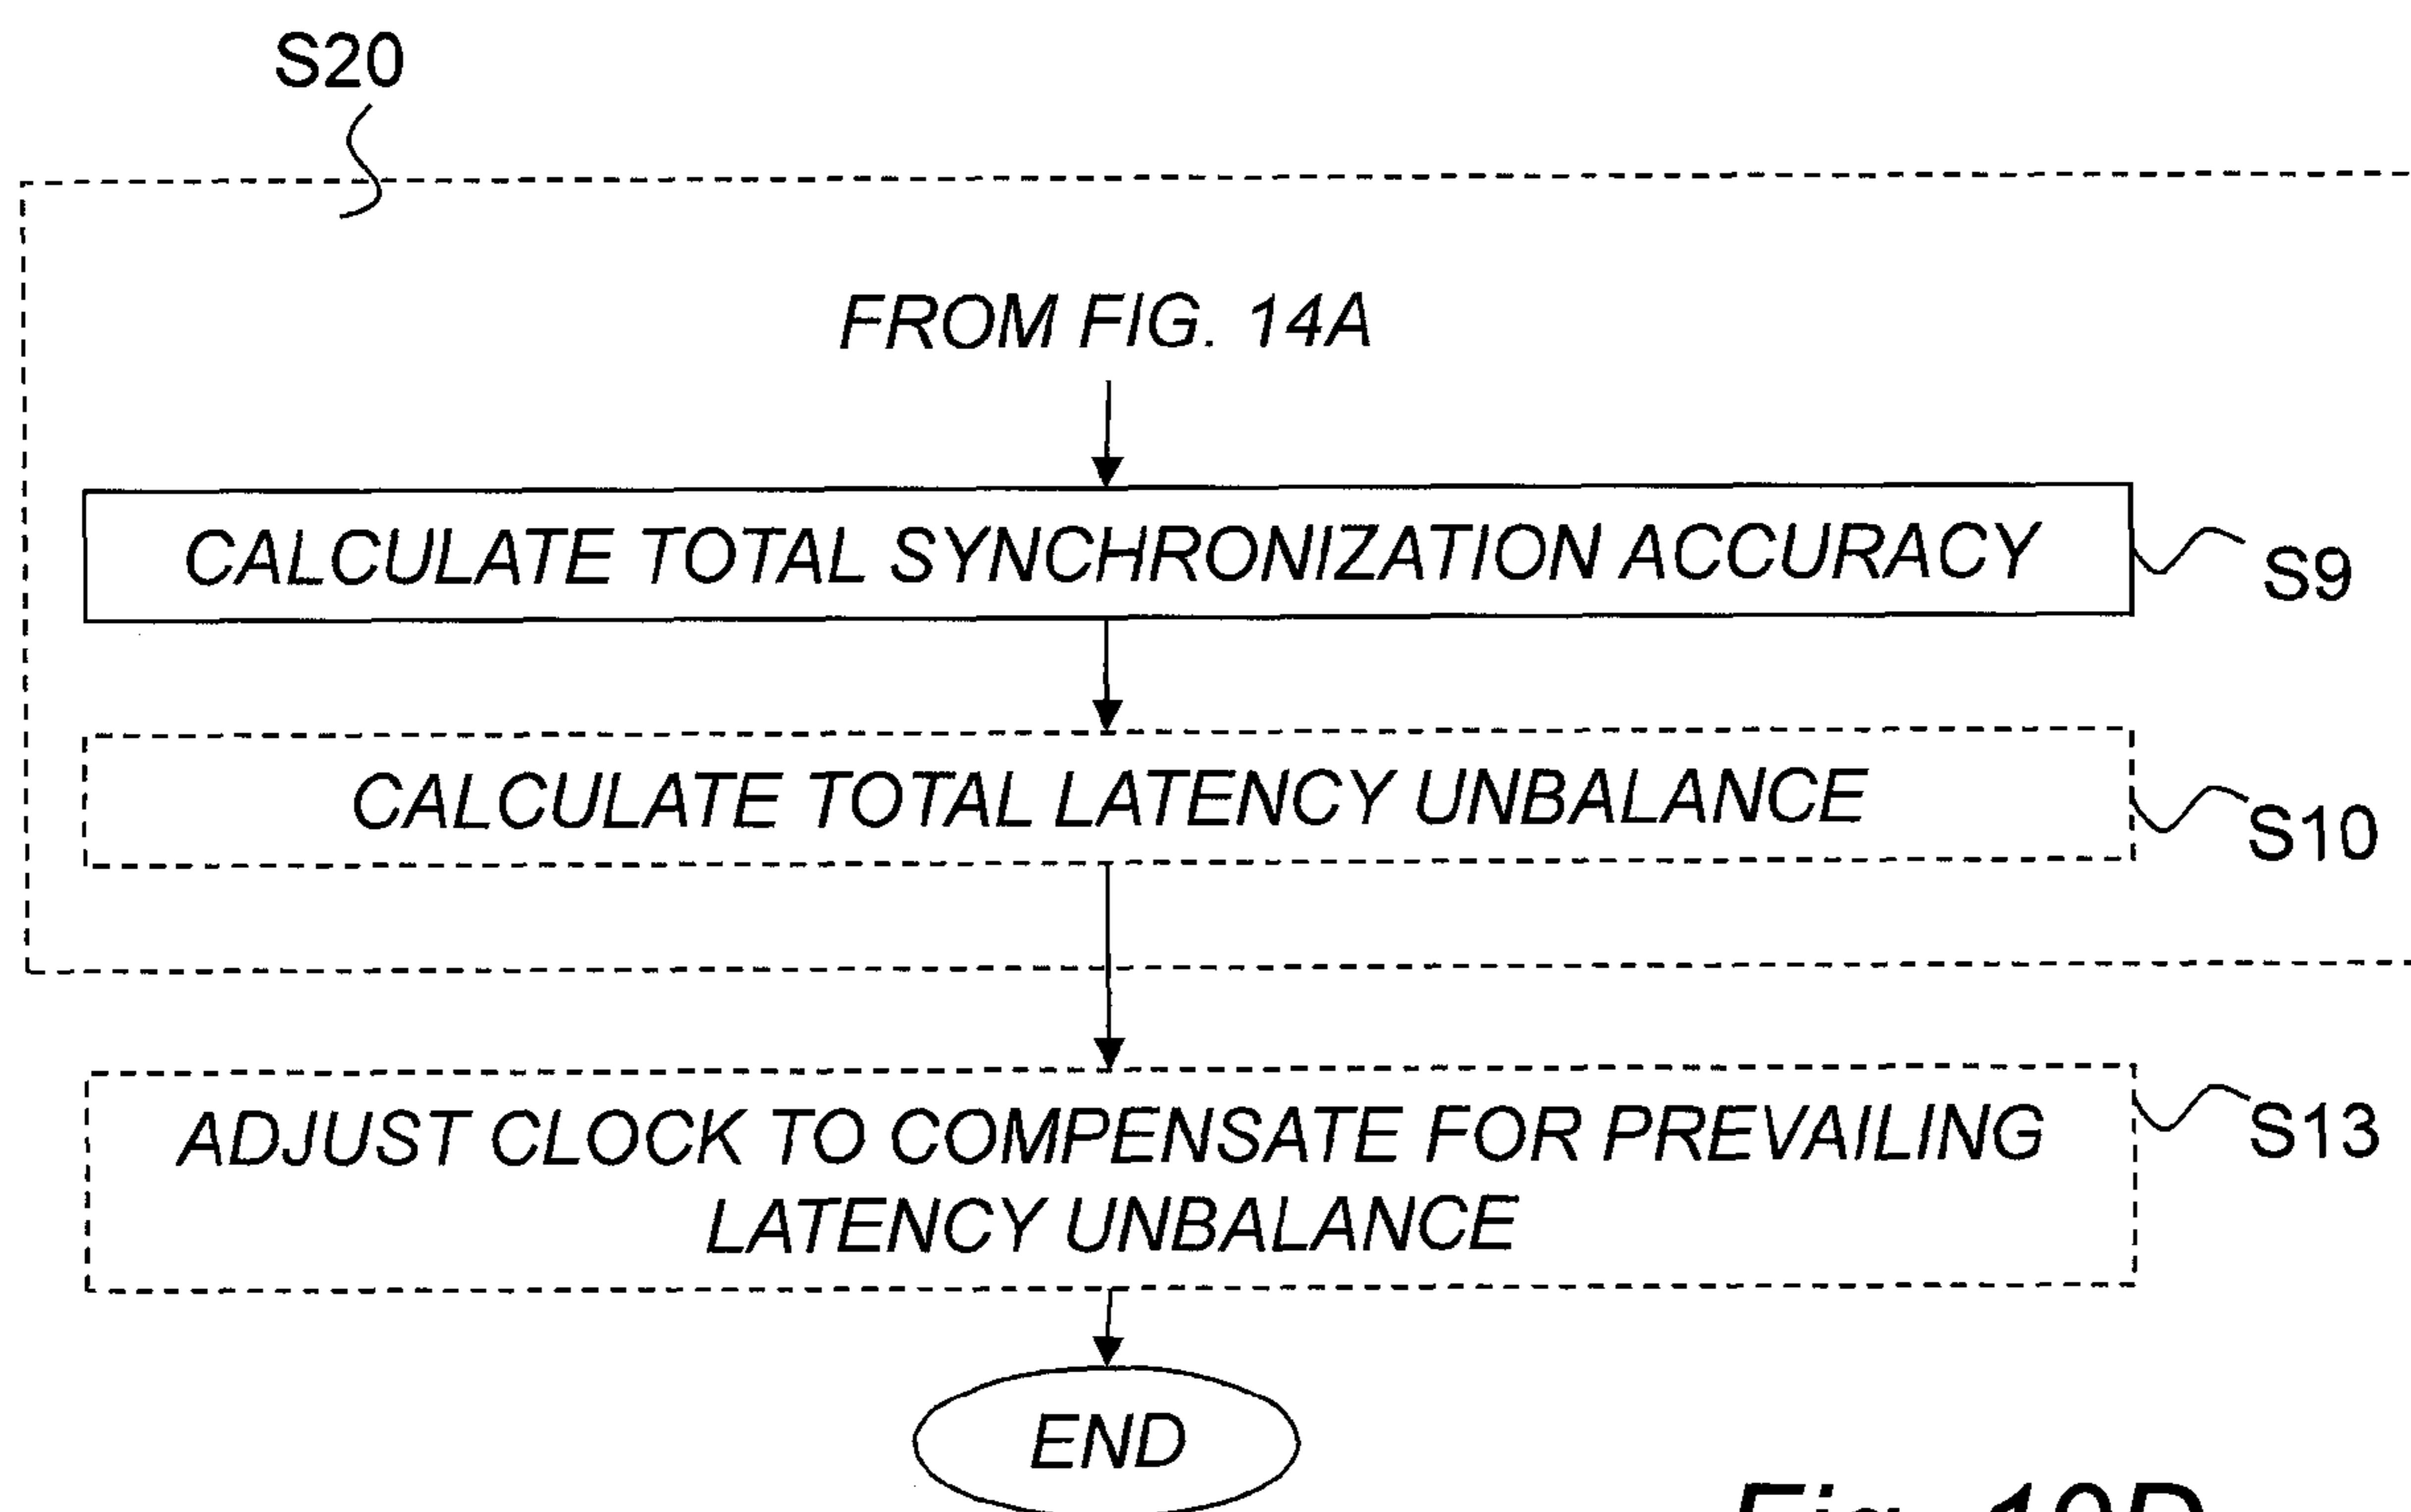 S20
FROM FIG. 14A
CALCULATE TOTAL SYNCHRONIZATION ACCURACY
S9
CALCULATE TOTAL LATENCY UNBALANCE
S10
ADJUST CLOCK TO COMPENSATE FOR PREVAILING
S13
LATENCY UNBALANCE
END